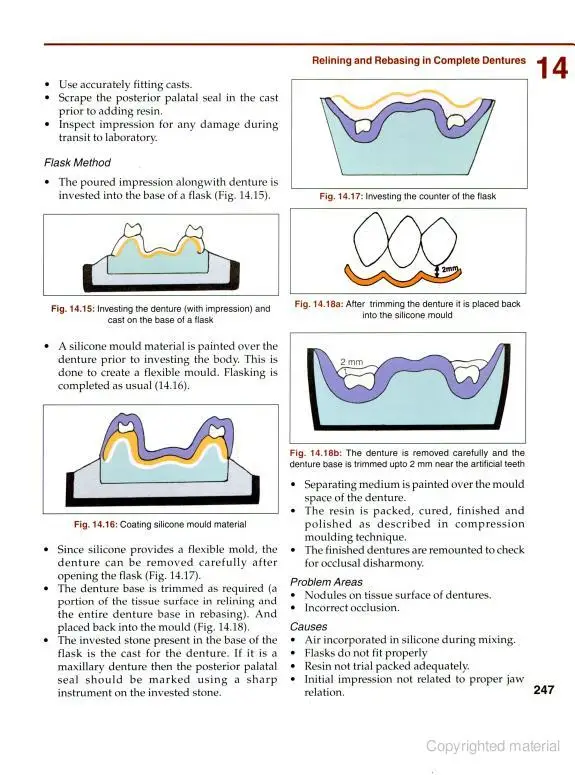 Relining and Rebasing in Complete Dentures
14
• Use accurately fitting casts.
• Scrape the posterior palatal seal in the cast
prior to adding resin.
• Inspect impression for any damage during
transit to laboratory.
Flask Method
• The poured impression alongwith denture is
invested into the base of a flask (Fig. 14.15).
Fig. 14.15: Investing the denture (with impression) and
cast on the base of a flask
• A silicone mould material is painted over the
denture prior to investing the body. This is
done to create a flexible mould. Flasking is
completed as usual (14.16).
Fig. 14.16: Coating silicone mould material
• Since silicone provides a flexible mold, the
denture can be removed carefully after
opening the flask (Fig. 14.17).
• The denture base is trimmed as required (a
portion of the tissue surface in relining and
the entire denture base in rebasing). And
placed back into the mould (Fig. 14.18).
• The invested stone present in the base of the
flask is the cast for the denture. If it is a
maxillary denture then the posterior palatal
seal should be marked using a sharp
instrument on the invested stone.
Fig. 14.17: Investing the counter of the flask
2mm
Fig. 14.18a: After trimming the denture it is placed back
into the silicone mould
2 mm
Fig. 14.18b: The denture is removed carefully and the
denture base is trimmed upto 2 mm near the artificial teeth
• Separating medium is painted over the mould
space of the denture.
• The resin is packed, cured, finished and
polished as described in compression
moulding technique.
• The finished dentures are remounted to check
for occlusal disharmony.
Problem Areas
• Nodules on tissue surface of dentures.
• Incorrect occlusion.
Causes
• Air incorporated in silicone during mixing.
• Flasks do not fit properly
• Resin not trial packed adequately.
• Initial impression not related to proper jaw
relation.
247
Copyrighted material